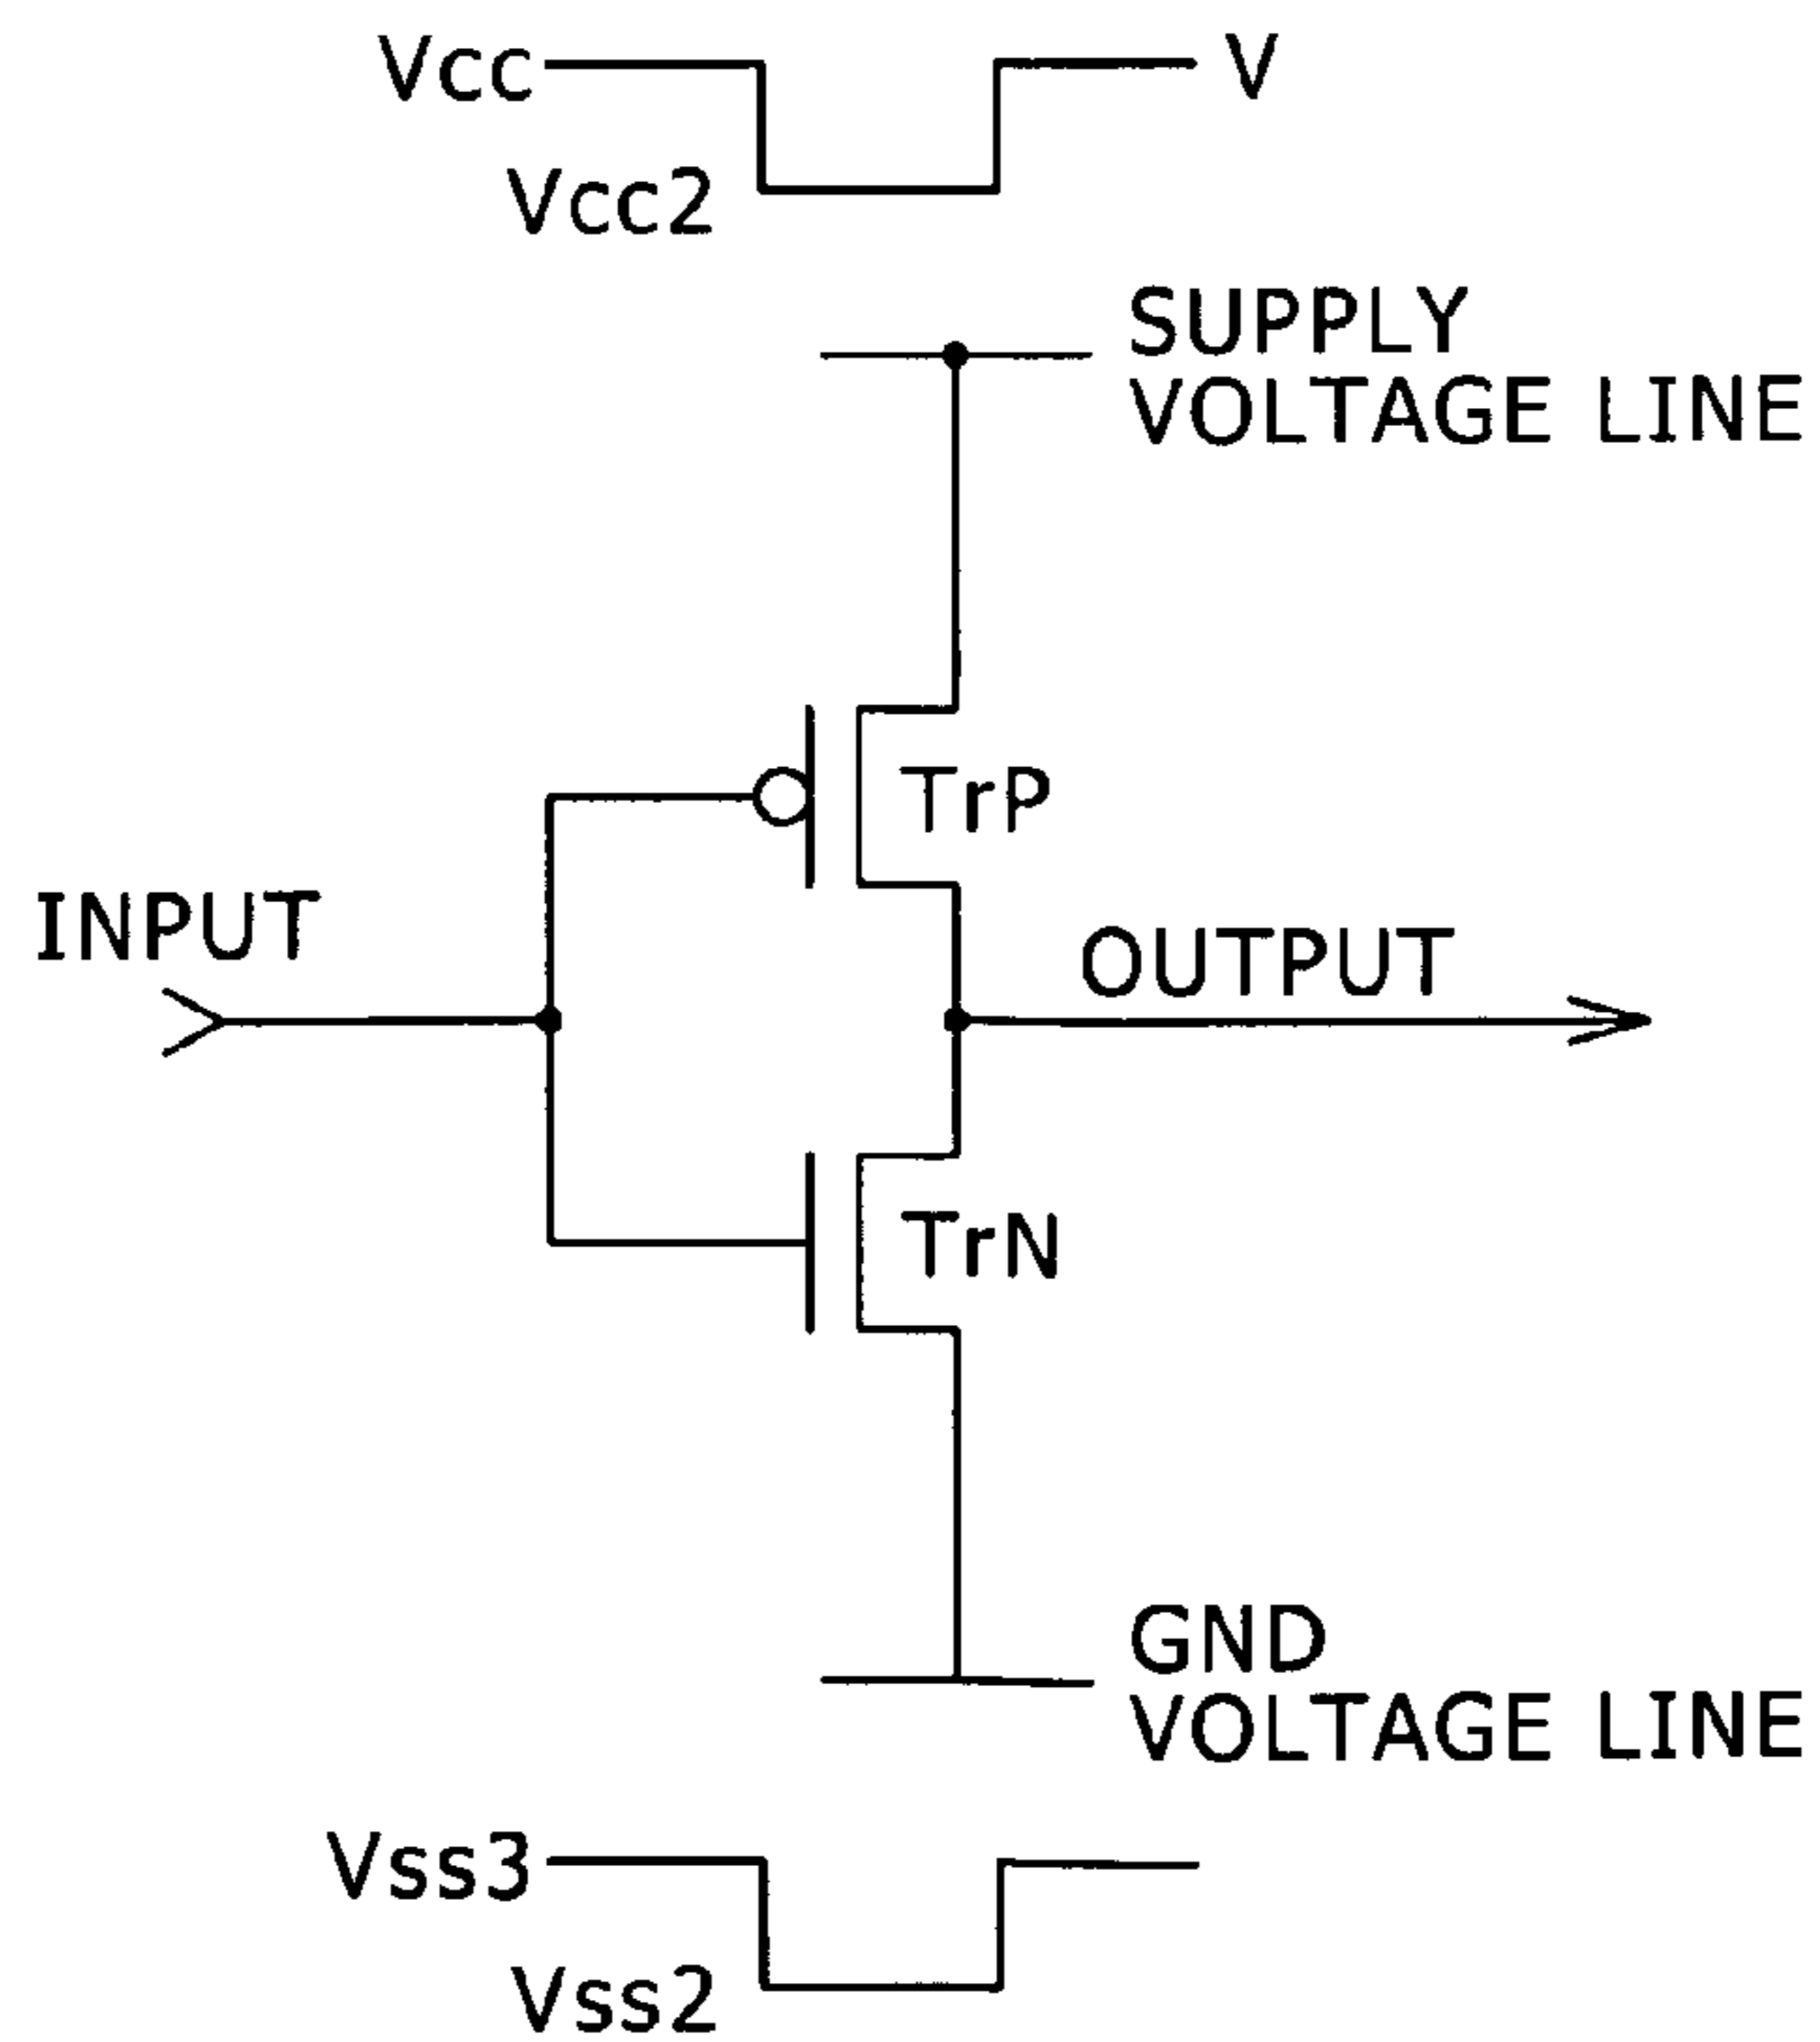 Vcc
V
Vcc2
SUPPLY
VOLTAGE LINE
TrP
INPUT
OUTPUT
TrN
GND
VOLTAGE LINE
Vss3
Vss2